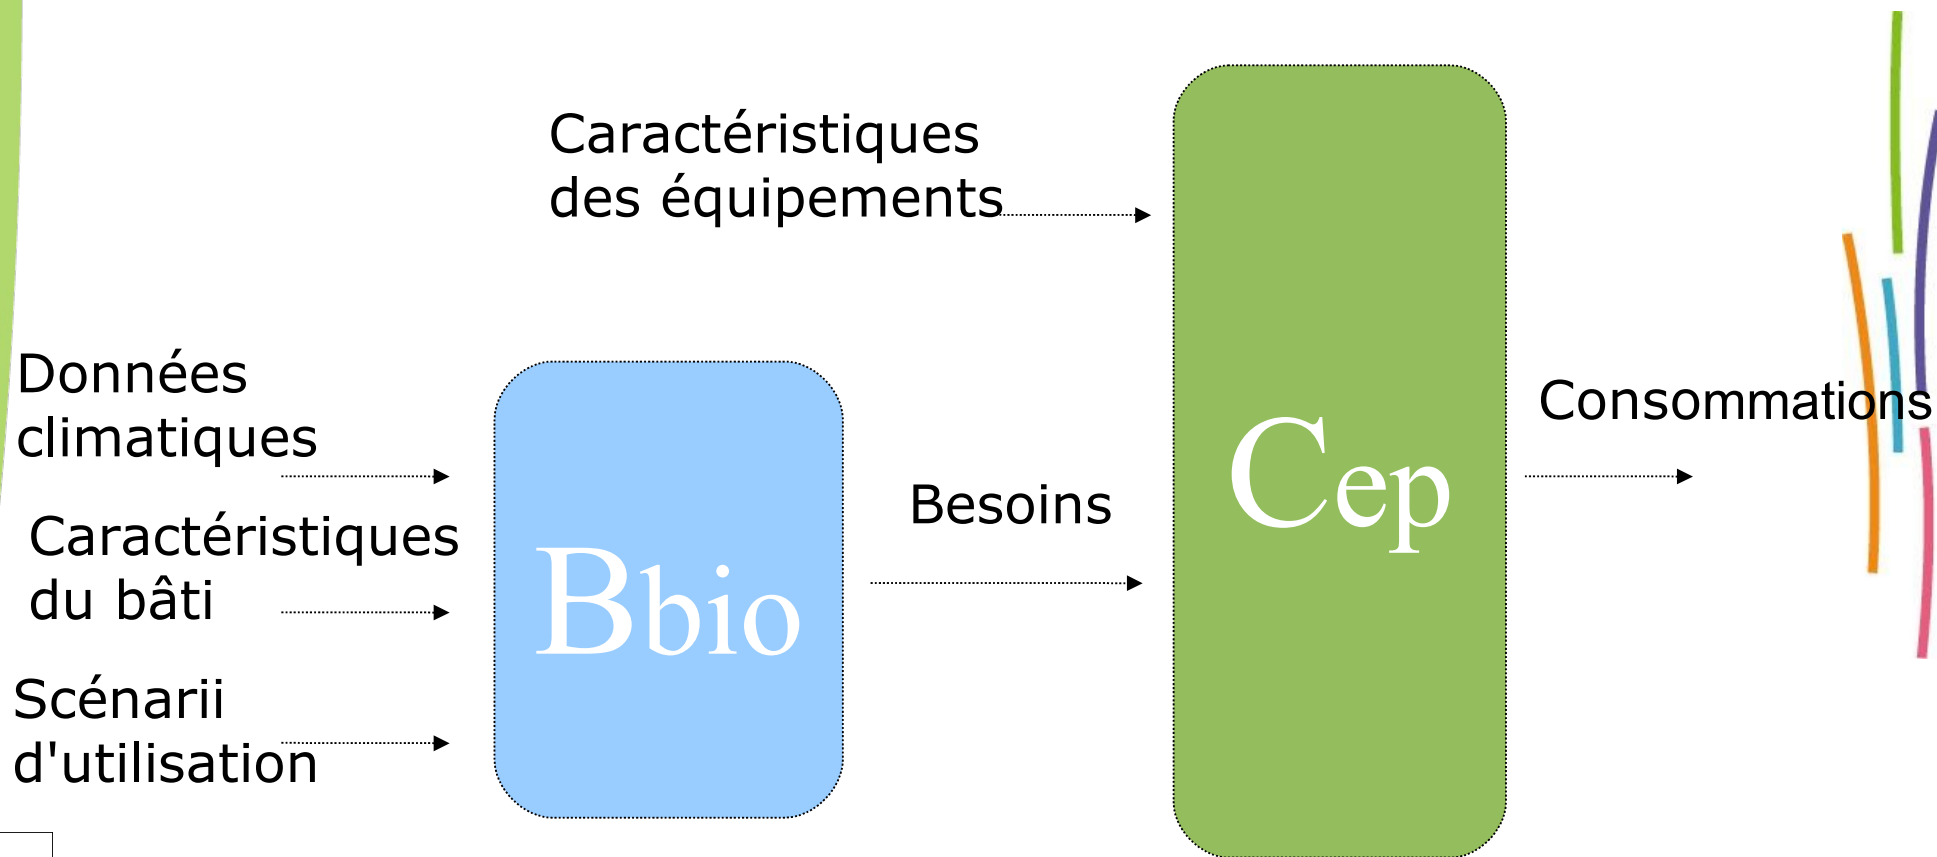 Caractéristiques
des équipements
Données
climatiques
Caractéristiques
du bâti
Scénarii
d'utilisation
Bbio
Besoins
Cep
Consommations